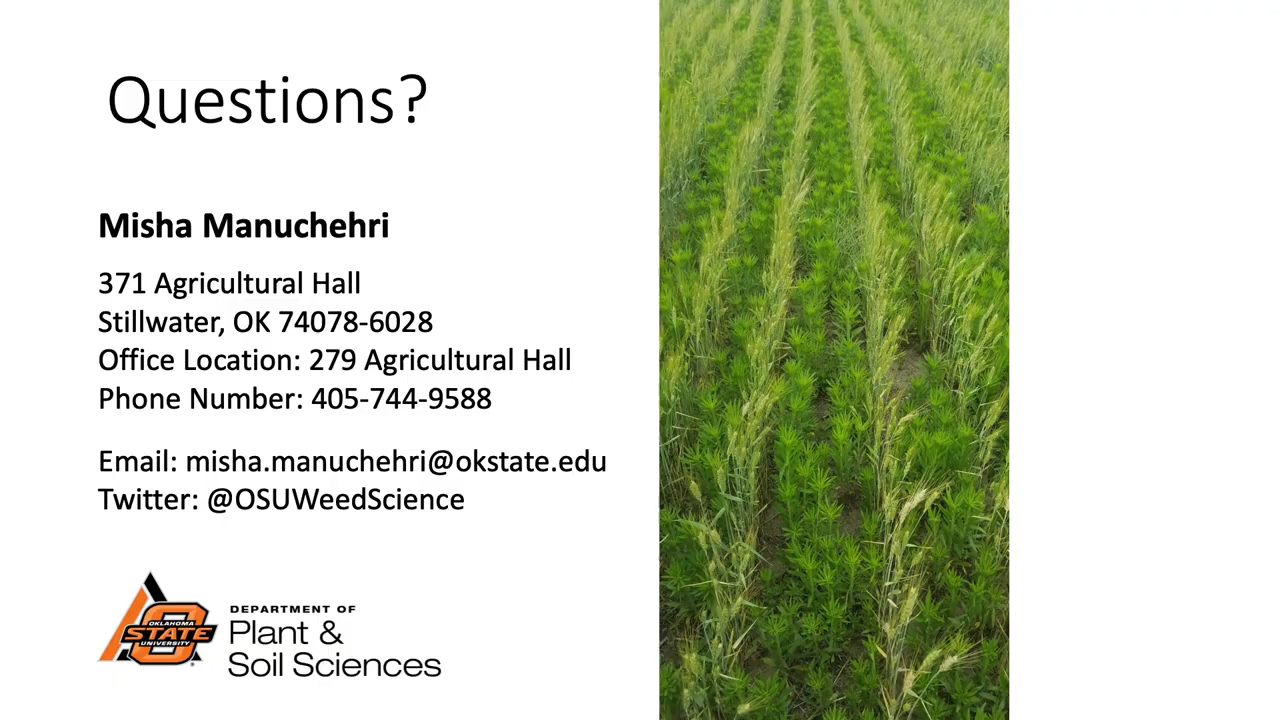 Questions?
Misha Manuchehri
371 Agricultural Hall
Stillwater, OK 74078-6028
Office Location: 279 Agricultural Hall
Phone Number: 405-744-9588
Email: misha.manuchehri@okstate.edu
Twitter: @OSUWeedScience
OKLAHOMA
STATE
UNIVERSITY
DEPARTMENT OF
Plant &
Soil Sciences